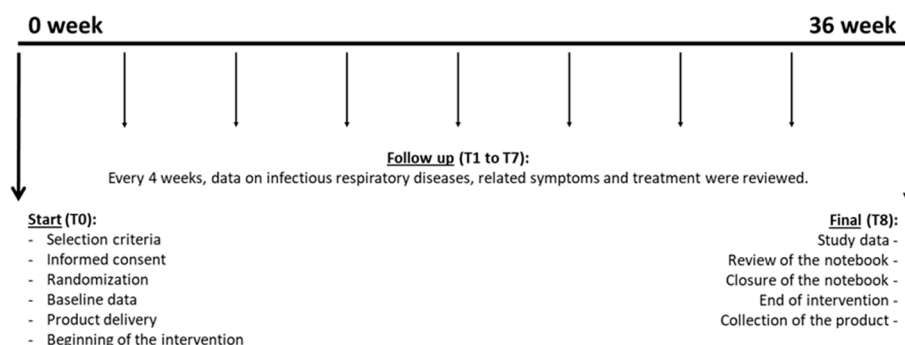 0 week
36 week
Follow up (T1 to T7):
Every 4 weeks, data on infectious respiratory diseases, related symptoms and treatment were reviewed.
Start (T0):
- Selection criteria
- Informed consent
- Randomization
- Baseline data
- Product delivery
- Beginning of the intervention
Final (T8):
Study data -
Review of the notebook -
Closure of the notebook -
End of intervention -
Collection of the product -